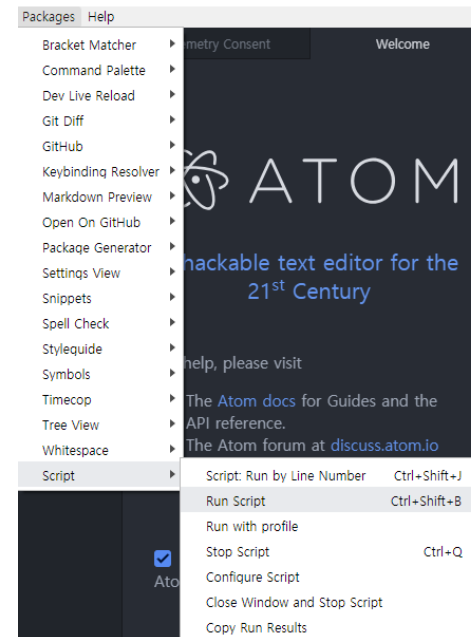 Packages Help
Bracket Matcher
Command Palette
Dev Live Reload
Git Diff
GitHub
Keybinding Resolver
Markdown Preview
Open On GitHub
Package Generator
Settings View
Snippets
Spell Check
Styleguide
Symbols
Timecop
Tree View
Whitespace
Script
Consent Welcome
ATOM
hackable text editor for the
21st Century
help, please visit
The Atom docs for Guides and the
API reference.
The Atom forum at discuss.atom.io
Script: Run by Line Number Ctrl+Shift+J
Run Script Ctrl+Shift+B
Run with profile
Stop Script Ctrl+Q
Configure Script
Close Window and Stop Script
Copy Run Results
Ato